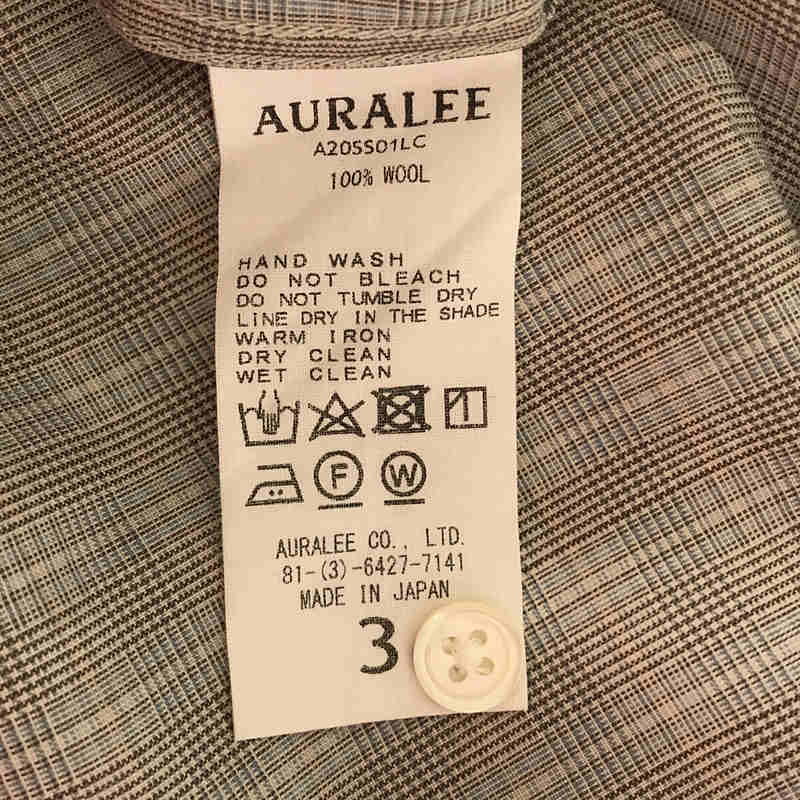 AURALEE
A20SS01LC
100% WOOL
HAND WASH
DO NOT BLEACH
DO NOT TUMBLE DRY
LINE DRY IN THE SHADE
WARM IRON
DRY CLEAN
WET CLEAN
F W
AURALEE CO., LTD.
81-(3)-6427-7141
MADE IN JAPAN
3